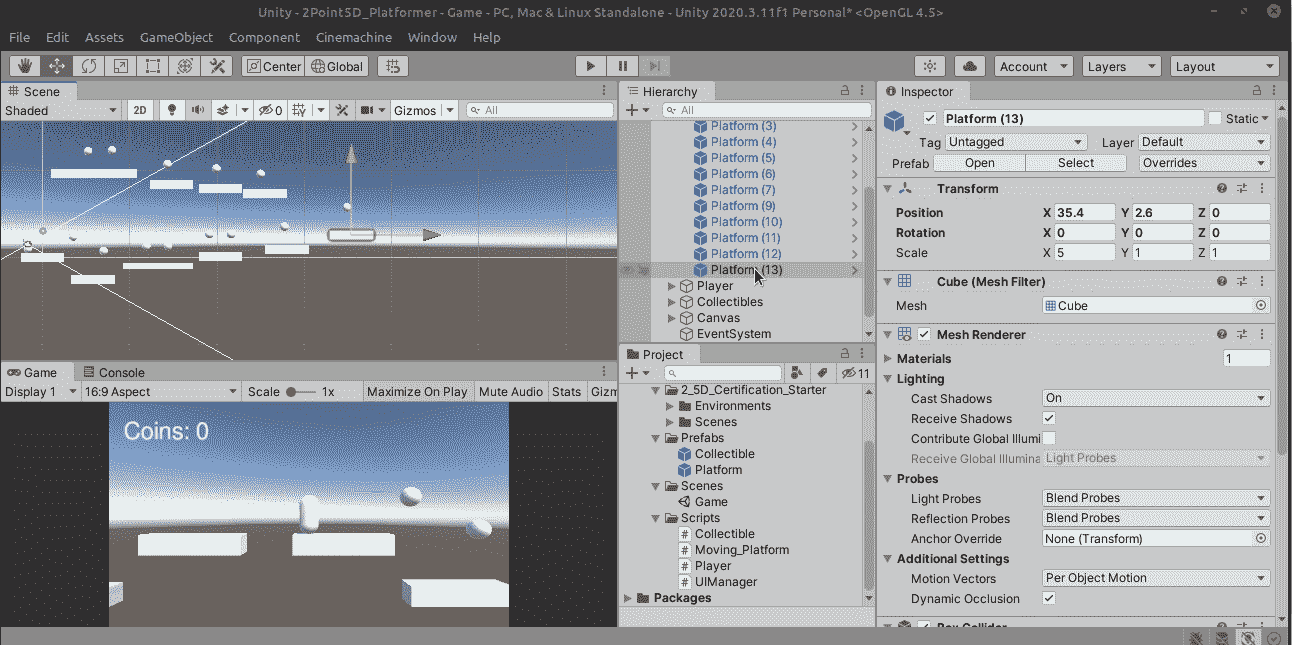 Unity - 2Point5D_Platformer - Game - PC, Mac & Linux Standalone - Unity 2020.3.11f1 Personal* <OpenGL 4.5>
File Edit Assets GameObject Component Cinemachine Window Help
Center Global Account Layers Layout
Scene
Shaded 2D 0 Gizmos All
Game Console
Display 1 16:9 Aspect Scale 1x Maximize On Play Mute Audio Stats Gizm
Coins: 0
Hierarchy
All
Platform (3)
Platform (4)
Platform (5)
Platform (6)
Platform (7)
Platform (9)
Platform (10)
Platform (11)
Platform (12)
Platform (13)
Player
Collectibles
Canvas
EventSystem
Project
11
2_5D_Certification_Starter
Environments
Scenes
Prefabs
Collectible
Platform
Scenes
Game
Scripts
# Collectible
# Moving_Platform
# Player
# UIManager
Packages
Inspector
Platform (13) Static
Tag Untagged Layer Default
Prefab Open Select Overrides
Transform
Position X 35.4 Y 2.6 Z 0
Rotation X 0 Y 0 Z 0
Scale X 5 Y 1 Z 1
Cube (Mesh Filter)
Mesh Cube
Mesh Renderer
Materials 1
Lighting
Cast Shadows On
Receive Shadows
Contribute Global Illumi
Receive Global Illumina Light Probes
Probes
Light Probes Blend Probes
Reflection Probes Blend Probes
Anchor Override None (Transform)
Additional Settings
Motion Vectors Per Object Motion
Dynamic Occlusion
Box Collider